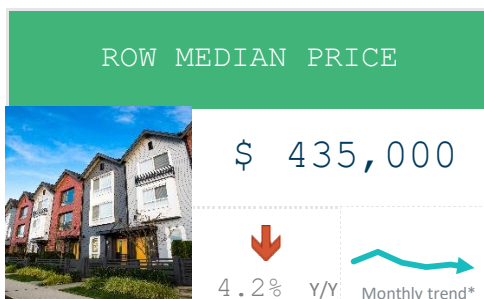 ROW MEDIAN PRICE
$ 435,000
4.2% Y/Y
Monthly trend*